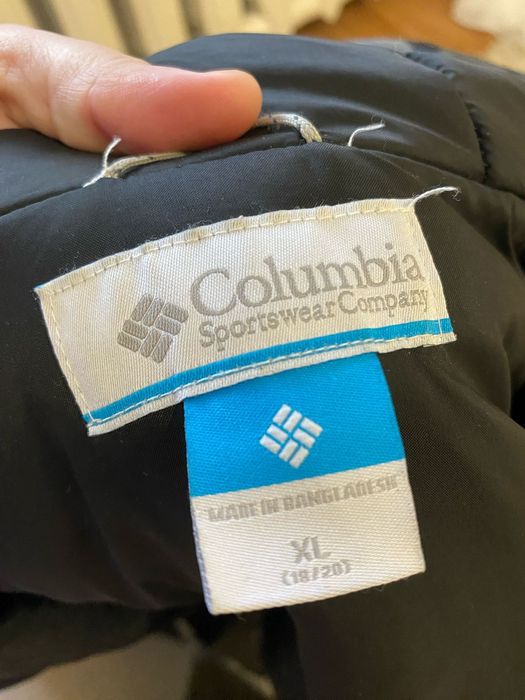 Columbia
Sportswear Company
MADE IN BANGLADESH
XL
(18/20)